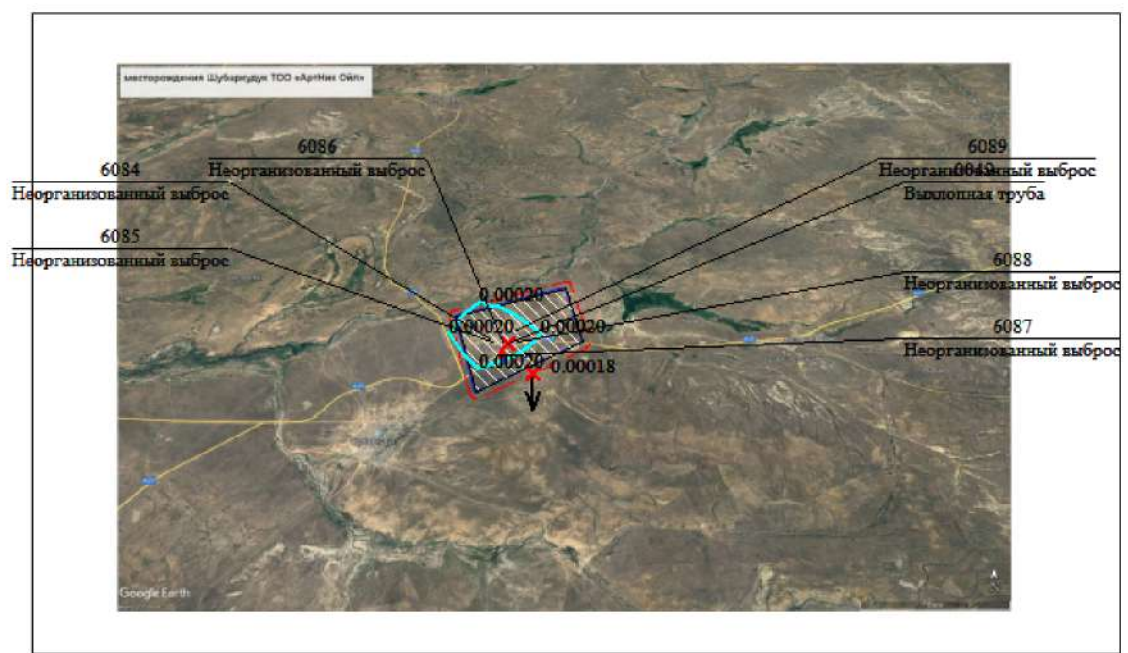 месторождения Шубаркудук ТОО «АртНик Ойл»
6086
Неорганизованный выброс
6089
Неорганизованный выброс
6084
Неорганизованный выброс
0049
Выхлопная труба
6085
Неорганизованный выброс
6088
Неорганизованный выброс
0.00020
0.00020
0.00020
6087
Неорганизованный выброс
0.00020
0.00018
Google Earth